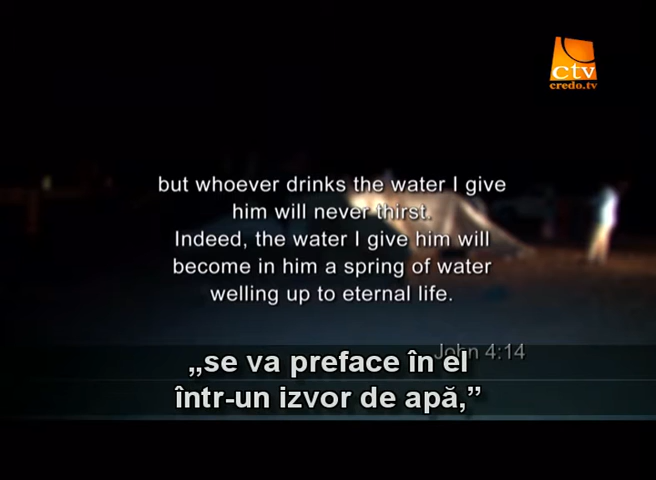 ctv
credo.tv
but whoever drinks the water I give
him will never thirst.
Indeed, the water I give him will
become in him a spring of water
welling up to eternal life.
John 4:14
„se va preface în el
într-un izvor de apă,”